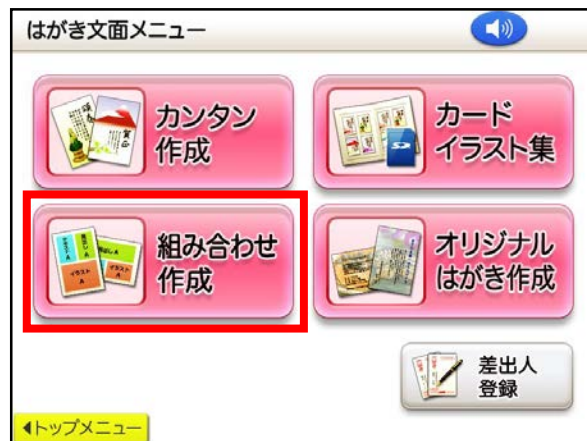 はがき文面メニュー
カンタン
作成
カード
イラスト集
組み合わせ
作成
オリジナル
はがき作成
差出人
登録
トップメニュー